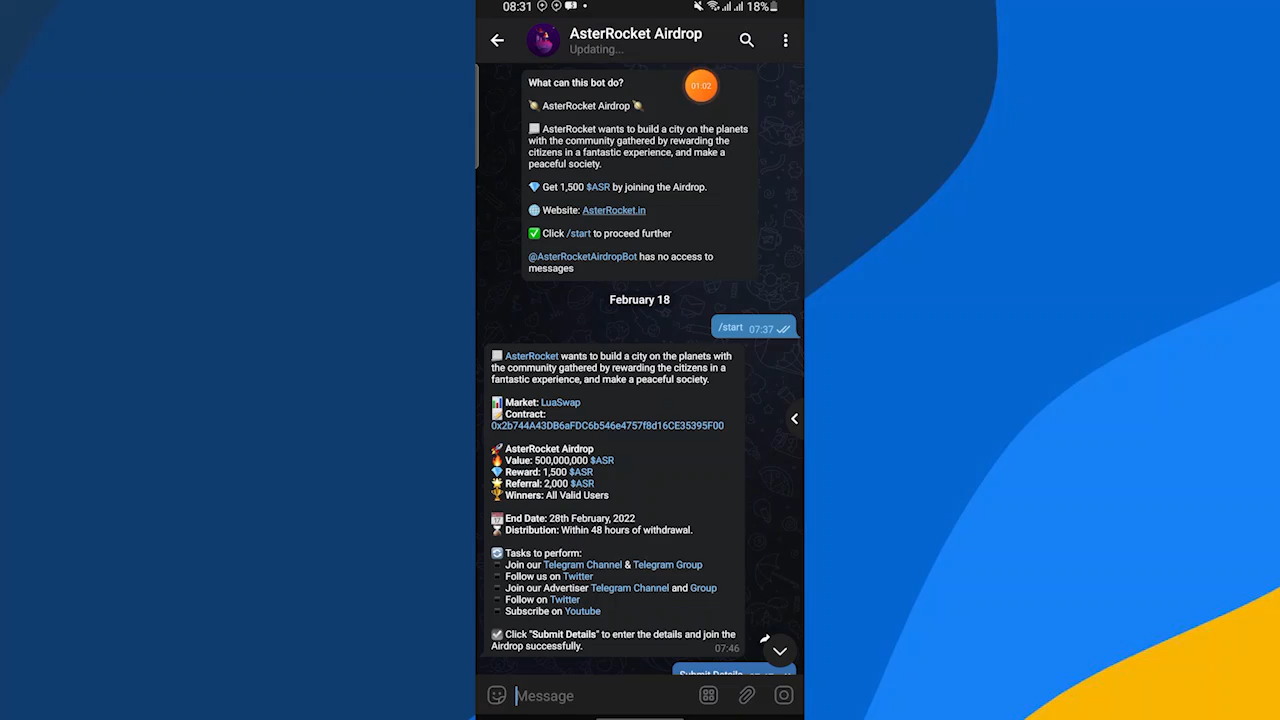 08:31
18%
AsterRocket Airdrop
Updating...
01:02
What can this bot do?
AsterRocket Airdrop
AsterRocket wants to build a city on the planets
with the community gathered by rewarding the
citizens in a fantastic experience, and make a
peaceful society.
Get 1,500 $ASR by joining the Airdrop.
Website: AsterRocket.in
Click /start to proceed further
@AsterRocketAirdropBot has no access to
messages
February 18
/start 07:37
AsterRocket wants to build a city on the planets with
the community gathered by rewarding the citizens in a
fantastic experience, and make a peaceful society.
Market: LuaSwap
Contract:
0x2b744A43DB6aFDC6b546e4757f8d16CE35395F00
AsterRocket Airdrop
Value: 500,000,000 $ASR
Reward: 1,500 $ASR
Referral: 2,000 $ASR
Winners: All Valid Users
End Date: 28th February, 2022
Distribution: Within 48 hours of withdrawal.
Tasks to perform:
Join our Telegram Channel & Telegram Group
Follow us on Twitter
Join our Advertiser Telegram Channel and Group
Follow on Twitter
Subscribe on Youtube
Click "Submit Details" to enter the details and join the
Airdrop successfully.
07:46
Submit Details
Message